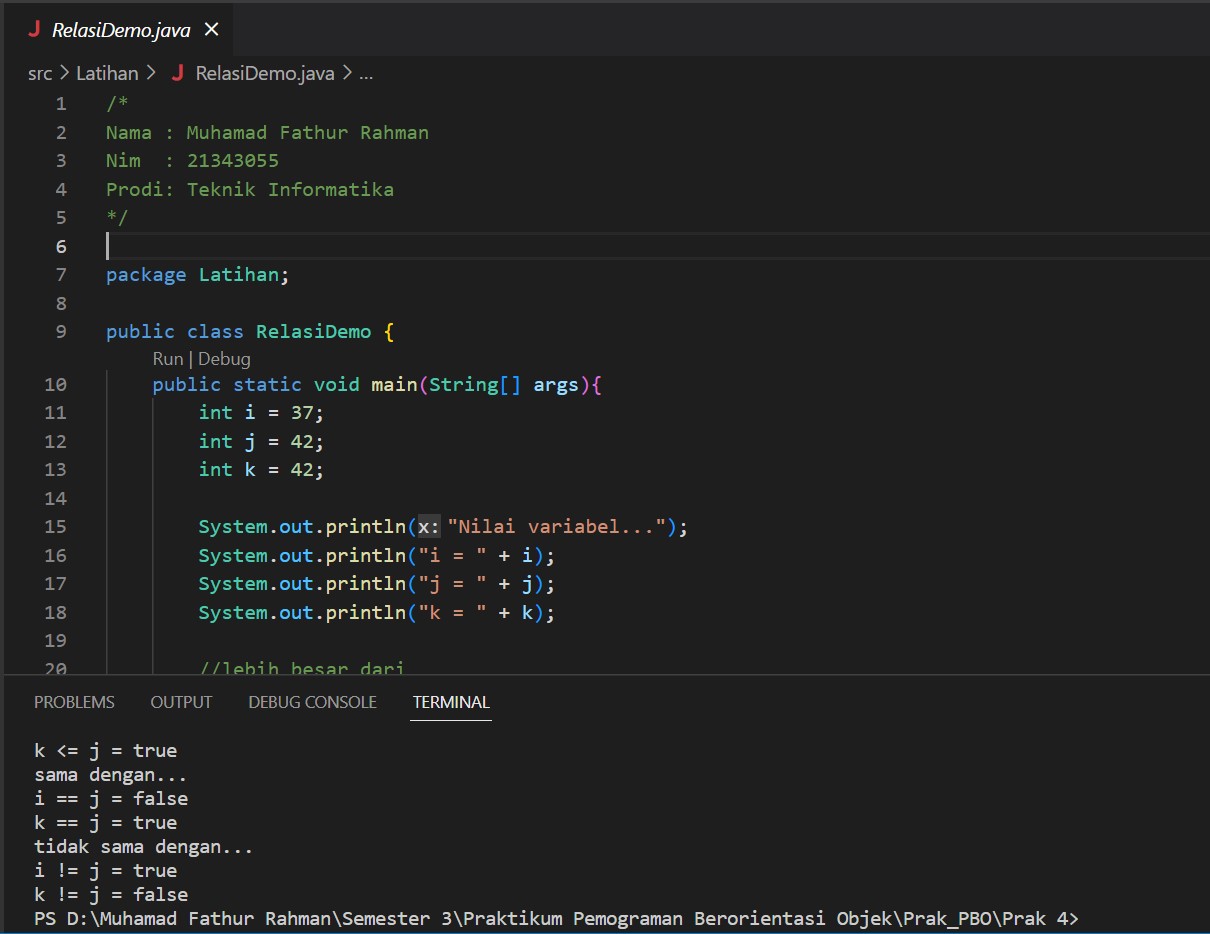 RelasiDemo.java ×
src > Latihan > J RelasiDemo.java > ...
1 /*
2 Nama : Muhamad Fathur Rahman
3 Nim  : 21343055
4 Prodi: Teknik Informatika
5 */
6
7 package Latihan;
8
9 public class RelasiDemo {
Run | Debug
10     public static void main(String[] args){
11         int i = 37;
12         int j = 42;
13         int k = 42;
14
15         System.out.println(x: "Nilai variabel...");
16         System.out.println("i = " + i);
17         System.out.println("j = " + j);
18         System.out.println("k = " + k);
19
20         //lebih besar dari
PROBLEMS OUTPUT DEBUG CONSOLE TERMINAL
k <= j = true
sama dengan...
i == j = false
k == j = true
tidak sama dengan...
i != j = true
k != j = false
PS D:\Muhamad Fathur Rahman\Semester 3\Praktikum Pemograman Berorientasi Objek\Prak_PBO\Prak 4>